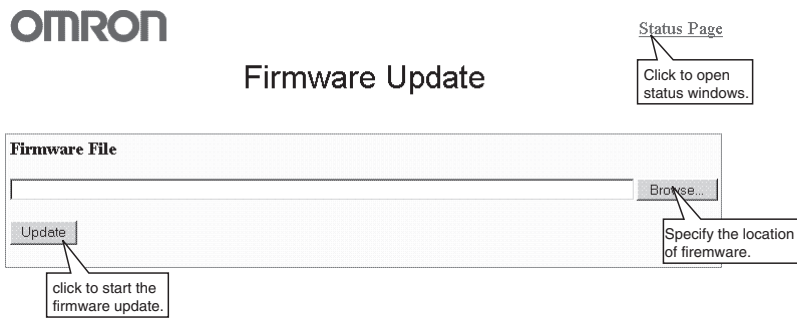 OMRON
Status Page
Click to open
status windows.
Firmware Update
Firmware File
Browse...
Update
Specify the location
of firemware.
click to start the
firmware update.